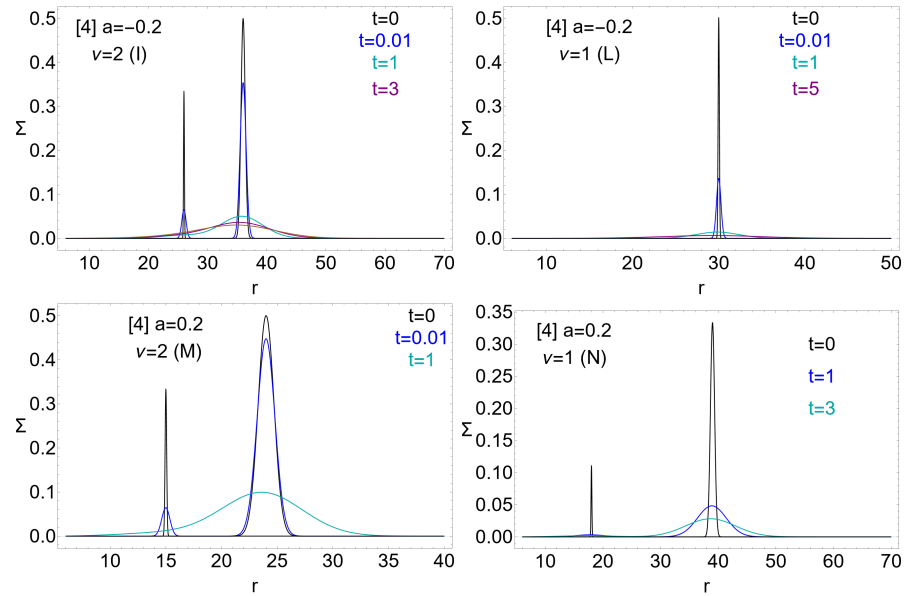 [4] a=−0.2
ν=2 (I)
t=0
t=0.01
t=1
t=3
0.5
0.4
0.3
0.2
0.1
0.0
Σ
10 20 30 40 50 60 70
r
[4] a=−0.2
ν=1 (L)
t=0
t=0.01
t=1
t=5
0.5
0.4
0.3
0.2
0.1
0.0
Σ
10 20 30 40 50
r
[4] a=0.2
ν=2 (M)
t=0
t=0.01
t=1
0.5
0.4
0.3
0.2
0.1
0.0
Σ
10 15 20 25 30 35 40
r
[4] a=0.2
ν=1 (N)
t=0
t=1
t=3
0.35
0.30
0.25
0.20
0.15
0.10
0.05
0.00
Σ
10 20 30 40 50 60 70
r